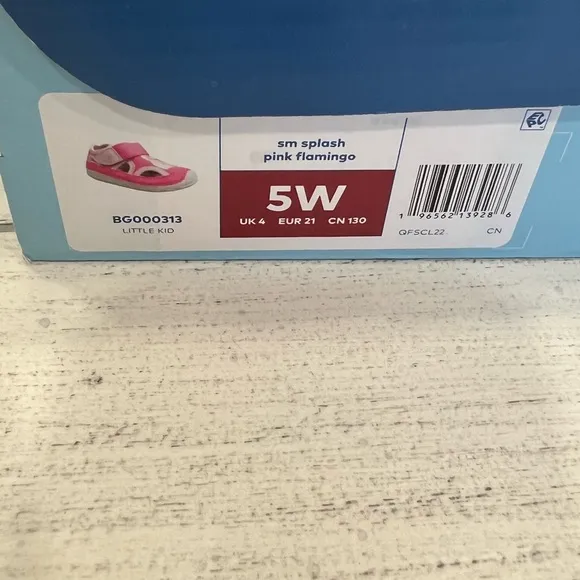 sm splash
pink flamingo
5W
UK 4 EUR 21 CN 130
BG000313
LITTLE KID
1 96562 13928 6
QFSCL22 CN